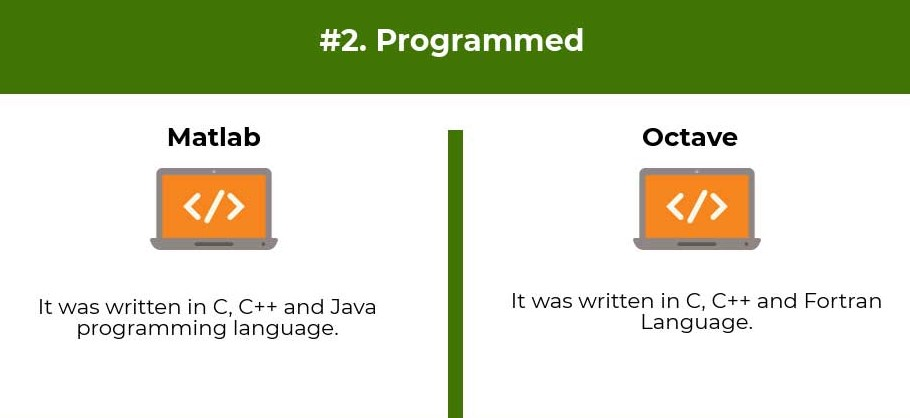 #2. Programmed
Matlab
</>
It was written in C, C++ and Java
programming language.
Octave
</>
It was written in C, C++ and Fortran
Language.